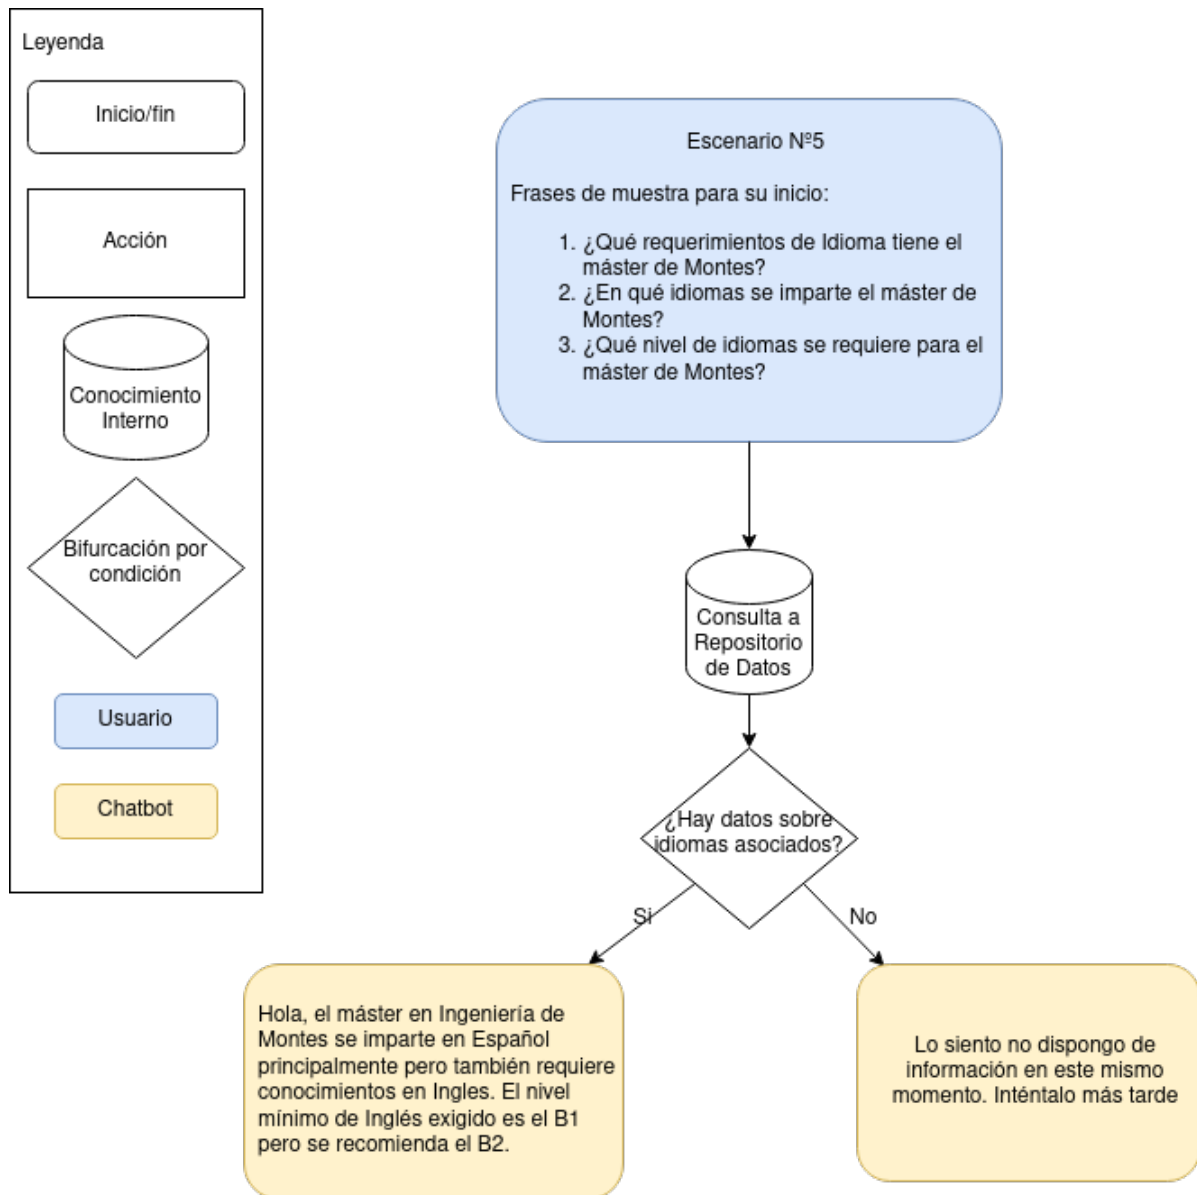 Leyenda
Inicio/fin
Acción
Conocimiento
Interno
Bifurcación por
condición
Usuario
Chatbot
Escenario Nº5
Frases de muestra para su inicio:
1. ¿Qué requerimientos de Idioma tiene el
máster de Montes?
2. ¿En qué idiomas se imparte el máster de
Montes?
3. ¿Qué nivel de idiomas se requiere para el
máster de Montes?
Consulta a
Repositorio
de Datos
¿Hay datos sobre
idiomas asociados?
Si
No
Hola, el máster en Ingeniería de
Montes se imparte en Español
principalmente pero también requiere
conocimientos en Ingles. El nivel
mínimo de Inglés exigido es el B1
pero se recomienda el B2.
Lo siento no dispongo de
información en este mismo
momento. Inténtalo más tarde